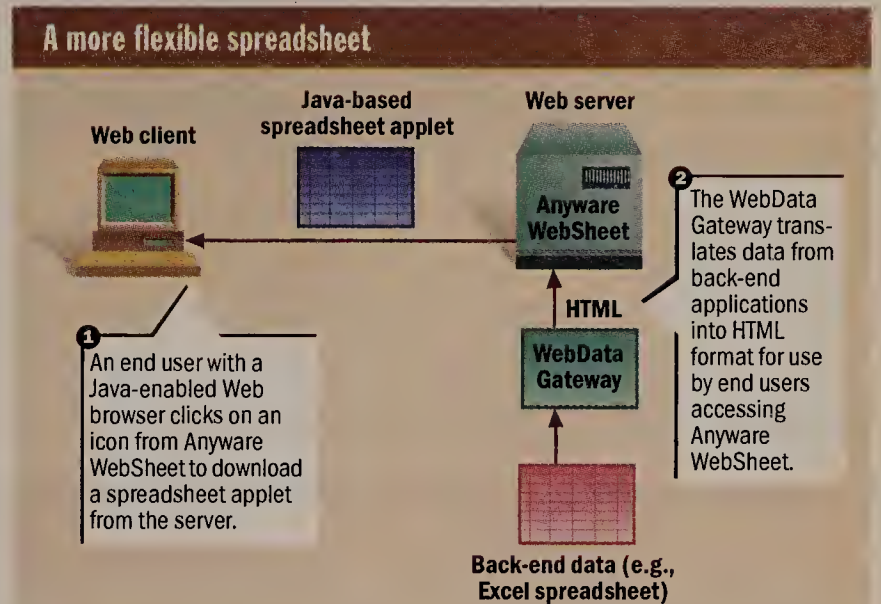 A more flexible spreadsheet
Java-based
spreadsheet applet
Web server
Web client
Anyware
WebSheet
HTML
WebData
Gateway
Back-end data (e.g.,
Excel spreadsheet)
1
An end user with a
Java-enabled Web
browser clicks on an
icon from Anyware
WebSheet to download
a spreadsheet applet
from the server.
2
The WebData
Gateway trans-
lates data from
back-end
applications
into HTML
format for use
by end users
accessing
Anyware
WebSheet.